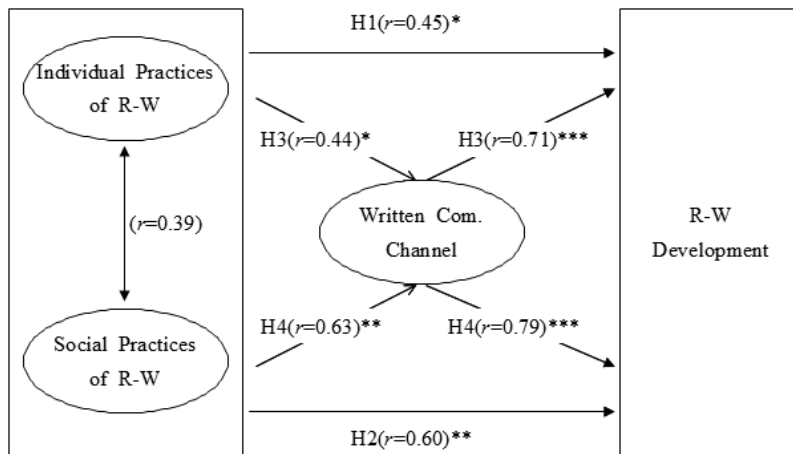 H1(r=0.45)*
Individual Practices
of R-W
H3(r=0.44)*
H3(r=0.71)***
(r=0.39)
Written Com.
Channel
R-W
Development
H4(r=0.63)**
H4(r=0.79)***
Social Practices
of R-W
H2(r=0.60)**